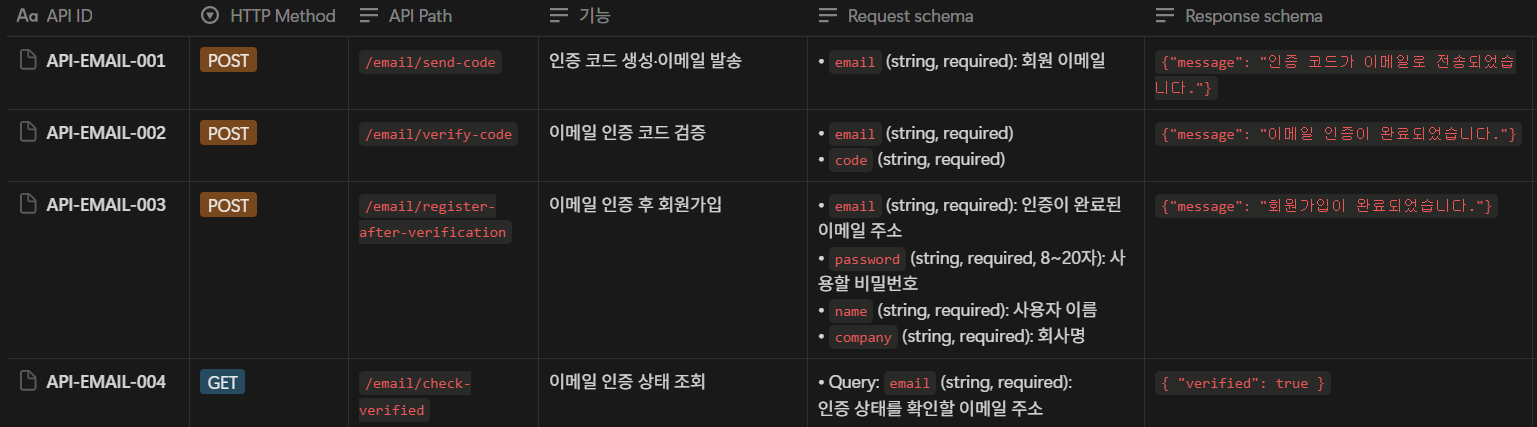 Aa API ID HTTP Method API Path 기능 Request schema Response schema
API-EMAIL-001 POST /email/send-code 인증 코드 생성·이메일 발송 • email (string, required): 회원 이메일 {"message": "인증 코드가 이메일로 전송되었습
니다."}
API-EMAIL-002 POST /email/verify-code 이메일 인증 코드 검증 • email (string, required) {"message": "이메일 인증이 완료되었습니다."}
• code (string, required)
API-EMAIL-003 POST /email/register- 이메일 인증 후 회원가입 • email (string, required): 인증이 완료된 {"message": "회원가입이 완료되었습니다."}
after-verification 이메일 주소
• password (string, required, 8~20자): 사
용할 비밀번호
• name (string, required): 사용자 이름
• company (string, required): 회사명
API-EMAIL-004 GET /email/check- 이메일 인증 상태 조회 • Query: email (string, required): { "verified": true }
verified 인증 상태를 확인할 이메일 주소